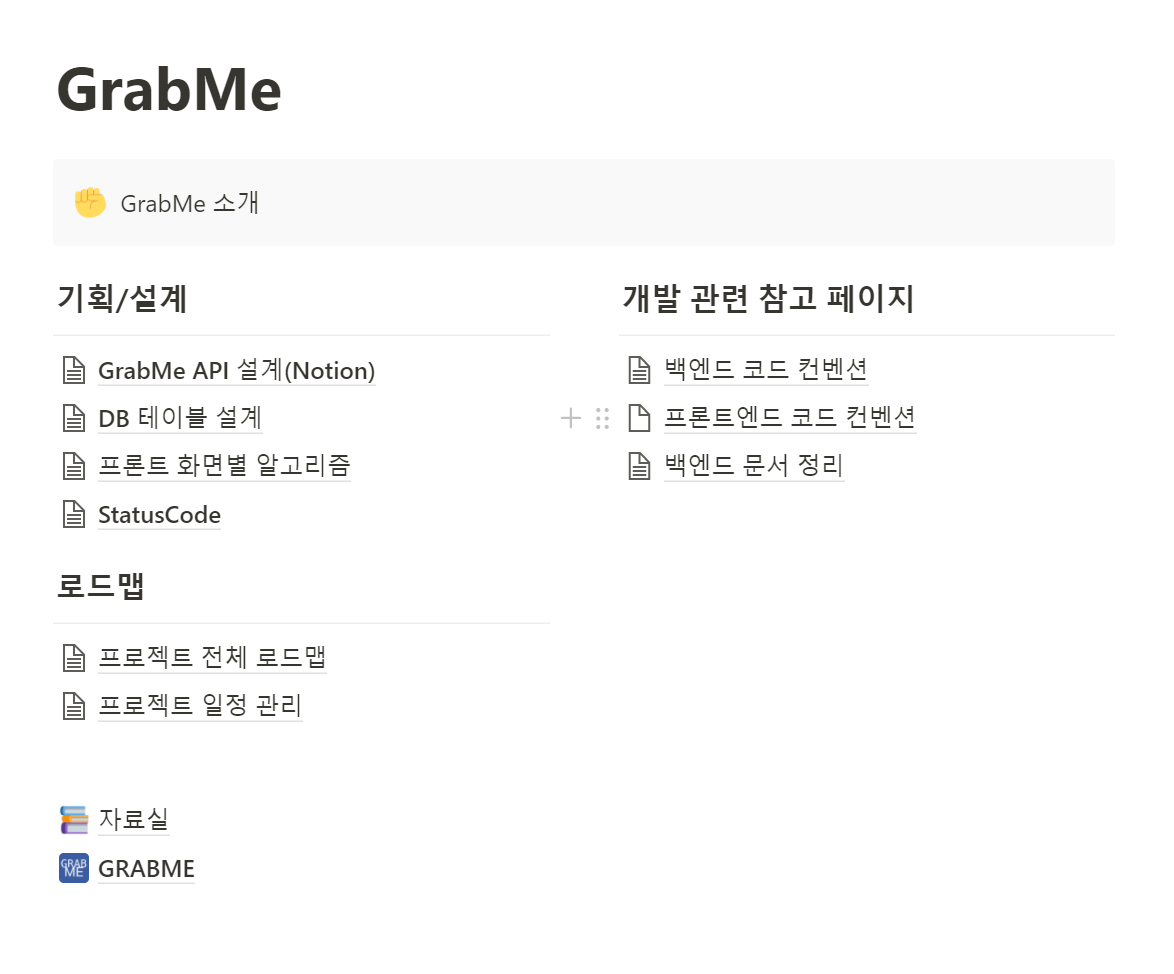 GrabMe
GrabMe 소개
기획/설계
GrabMe API 설계(Notion)
DB 테이블 설계
프론트 화면별 알고리즘
StatusCode
로드맵
프로젝트 전체 로드맵
프로젝트 일정 관리
자료실
GRAB
ME
GRABME
개발 관련 참고 페이지
백엔드 코드 컨벤션
프론트엔드 코드 컨벤션
백엔드 문서 정리